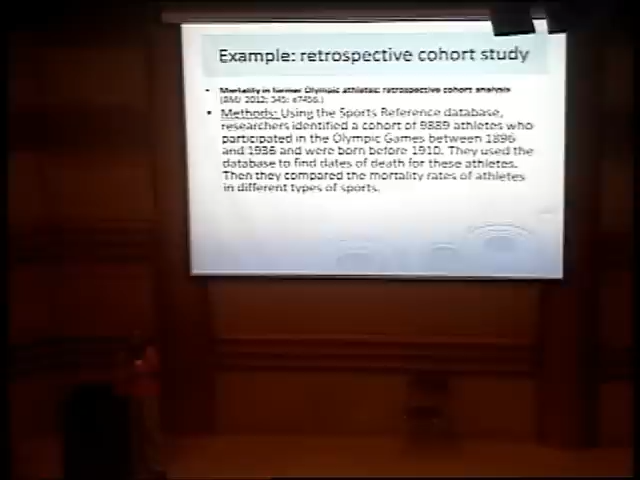 Example: retrospective cohort study
• Mortality in former Olympic athletes: retrospective cohort analysis
(BMJ 2012; 345: e7456.)
• Methods: Using the Sports Reference database,
researchers identified a cohort of 9889 athletes who
participated in the Olympic Games between 1896
and 1936 and were born before 1910. They used the
database to find dates of death for these athletes.
Then they compared the mortality rates of athletes
in different types of sports.